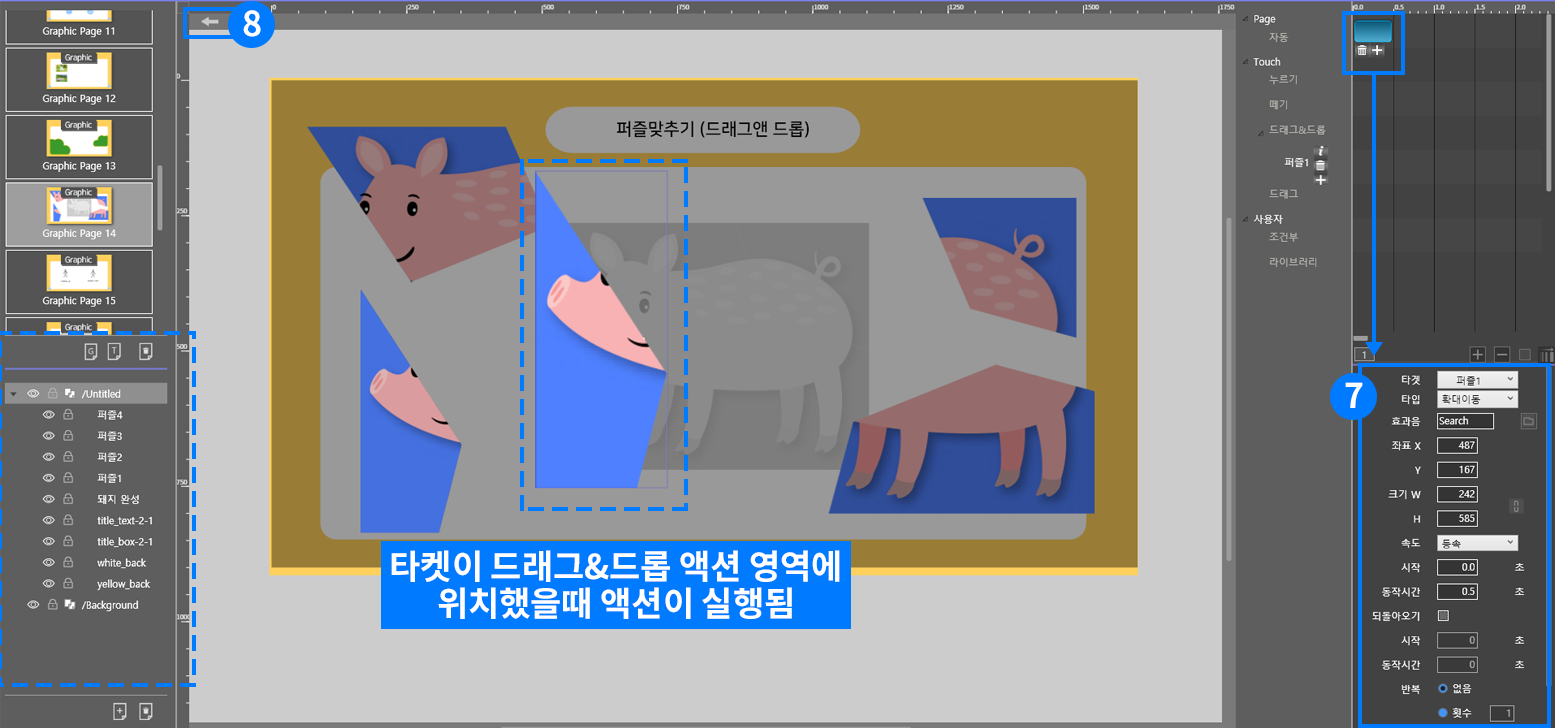 Graphic Page 11
Graphic
Graphic Page 12
Graphic
Graphic Page 13
Graphic
Graphic Page 14
Graphic
Graphic Page 15
Graphic
G
T
/Untitled
퍼즐4
퍼즐3
퍼즐2
퍼즐1
돼지 완성
title_text-2-1
title_box-2-1
white_back
yellow_back
/Background
8
0
250
500
750
1000
1250
1500
1750
0
250
500
750
1000
퍼즐맞추기 (드래그앤 드롭)
타켓이 드래그&드롭 액션 영역에
위치했을때 액션이 실행됨
Page
자동
Touch
누르기
떼기
드래그&드롭
퍼즐1
드래그
사용자
조건부
라이브러리
0.0
0.5
1.0
1.5
2.0
1
7
타겟 퍼즐1
타입 확대이동
효과음 Search
좌표 X 487
Y 167
크기 W 242
H 585
속도 등속
시작 0.0 초
동작시간 0.5 초
되돌아오기
시작 0 초
동작시간 0 초
반복 없음
횟수 1